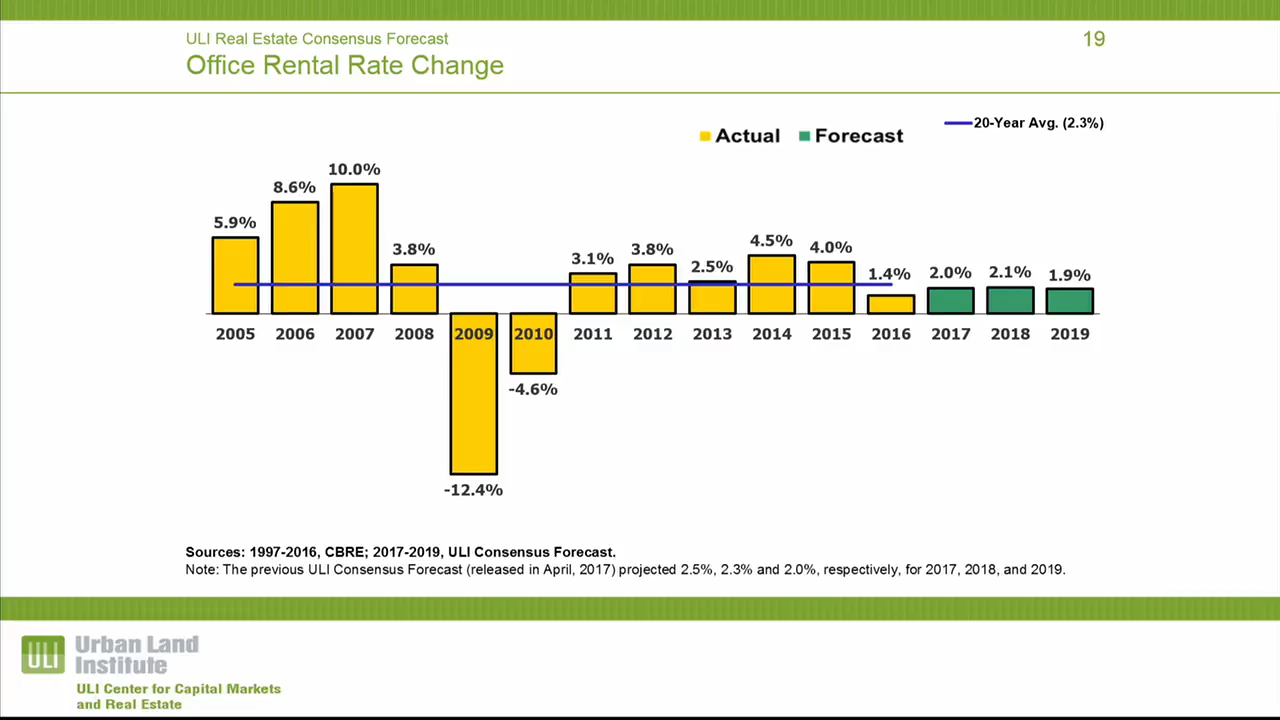 ULI Real Estate Consensus Forecast
19
Office Rental Rate Change
20-Year Avg. (2.3%)
Actual Forecast
10.0%
8.6%
5.9%
3.8%
3.1%
3.8%
2.5%
4.5%
4.0%
1.4%
2.0%
2.1%
1.9%
2005 2006 2007 2008 2009 2010 2011 2012 2013 2014 2015 2016 2017 2018 2019
-4.6%
-12.4%
Sources: 1997-2016, CBRE; 2017-2019, ULI Consensus Forecast.
Note: The previous ULI Consensus Forecast (released in April, 2017) projected 2.5%, 2.3% and 2.0%, respectively, for 2017, 2018, and 2019.
ULI
Urban Land
Institute
ULI Center for Capital Markets
and Real Estate